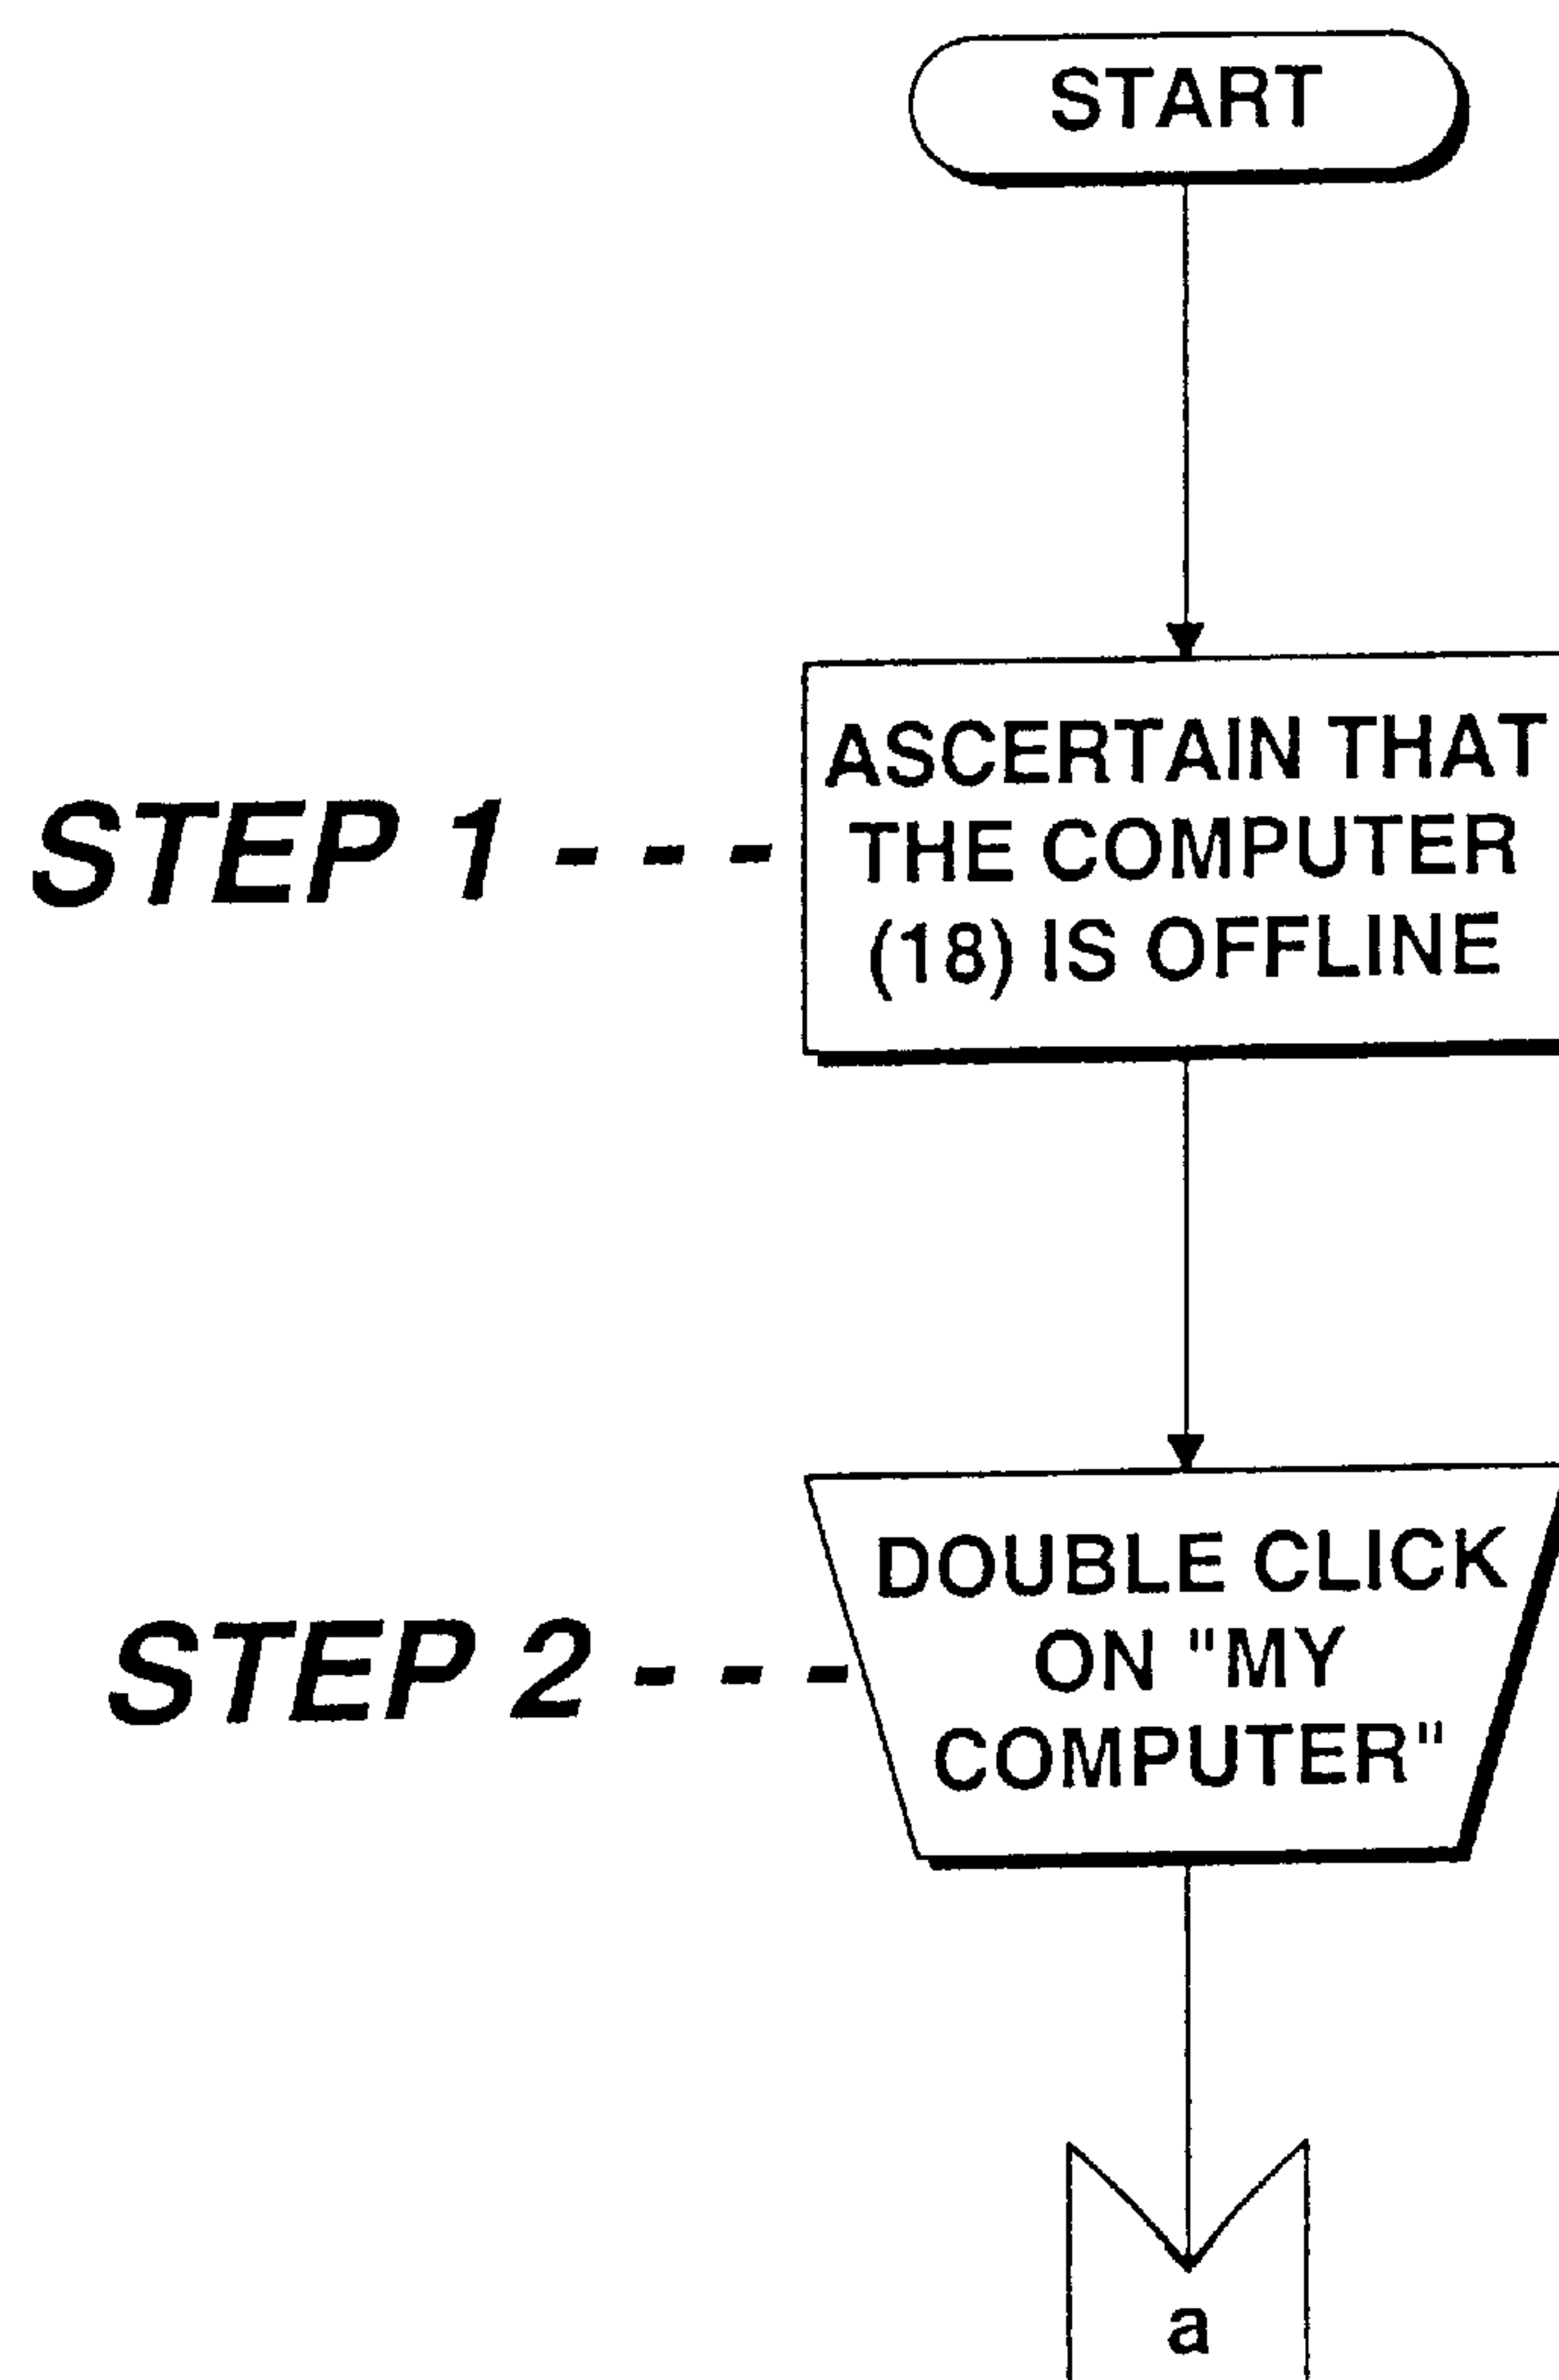 START
ASCERTAIN THAT
THE COMPUTER
(18) IS OFFLINE
STEP 1 ---
DOUBLE CLICK
ON "MY
COMPUTER"
STEP 2 ---
a